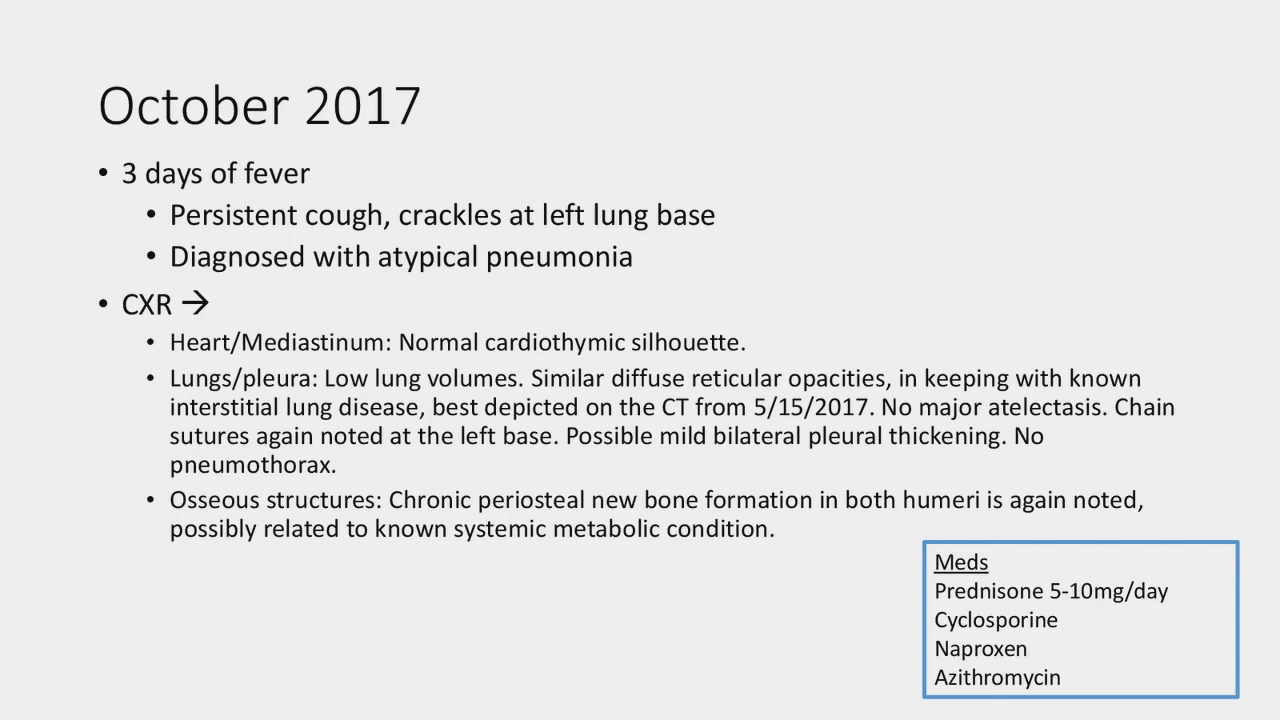 October 2017
• 3 days of fever
• Persistent cough, crackles at left lung base
• Diagnosed with atypical pneumonia
• CXR →
• Heart/Mediastinum: Normal cardiothymic silhouette.
• Lungs/pleura: Low lung volumes. Similar diffuse reticular opacities, in keeping with known
interstitial lung disease, best depicted on the CT from 5/15/2017. No major atelectasis. Chain
sutures again noted at the left base. Possible mild bilateral pleural thickening. No
pneumothorax.
• Osseous structures: Chronic periosteal new bone formation in both humeri is again noted,
possibly related to known systemic metabolic condition.
Meds
Prednisone 5-10mg/day
Cyclosporine
Naproxen
Azithromycin